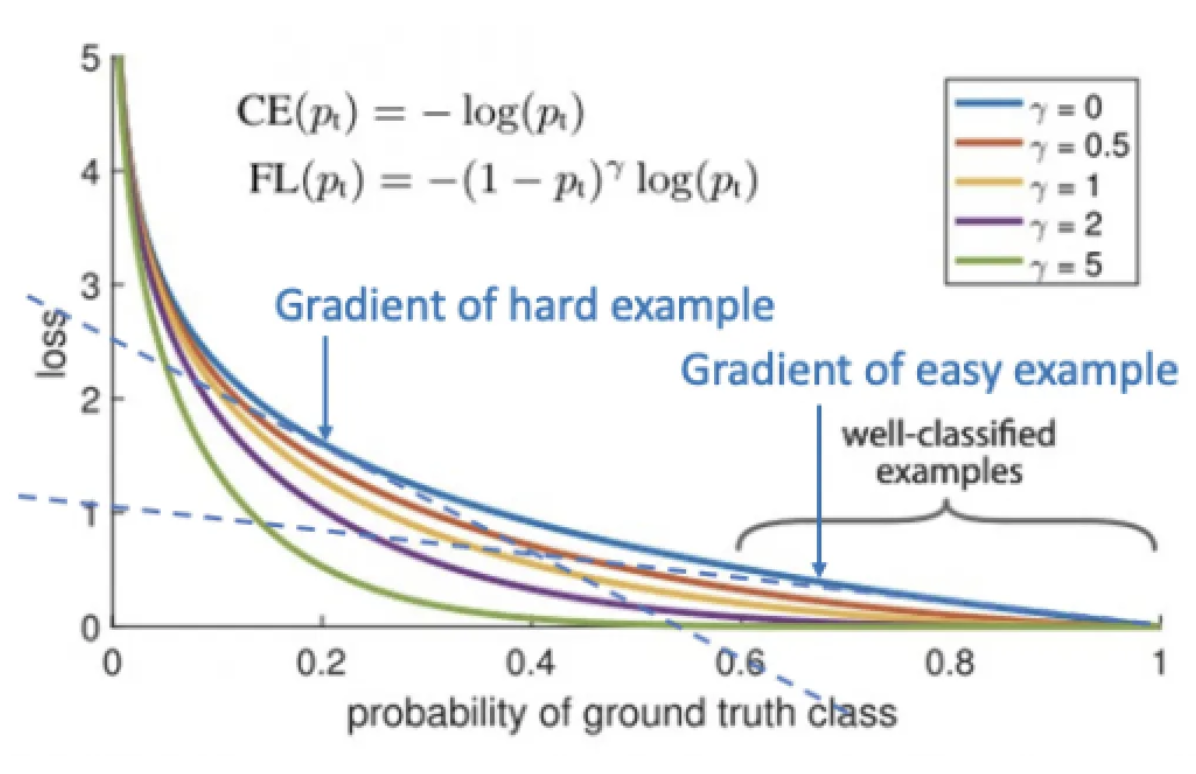 5
CE(pₜ) = − log(pₜ)
FL(pₜ) = −(1 − pₜ)^γ log(pₜ)
γ = 0
γ = 0.5
γ = 1
γ = 2
γ = 5
4
3
Gradient of hard example
loss
Gradient of easy example
2
well-classified
examples
1
0
0 0.2 0.4 0.6 0.8 1
probability of ground truth class